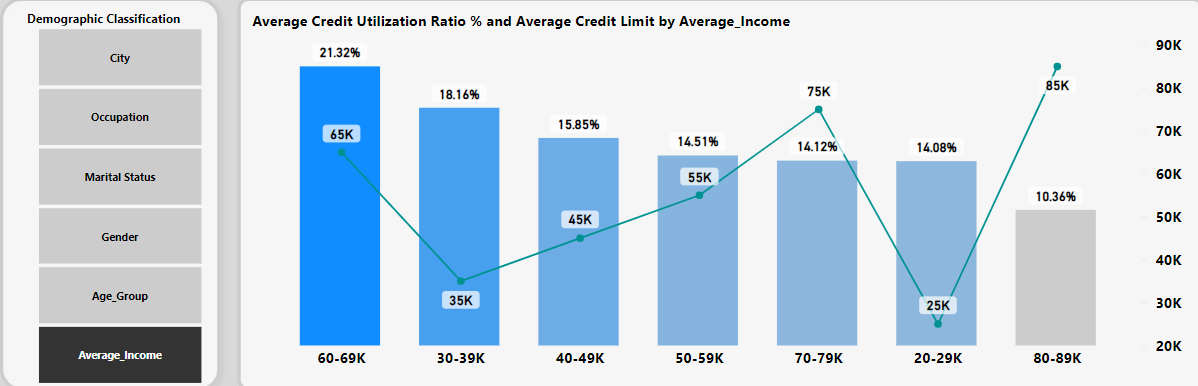 Demographic Classification
City
Occupation
Marital Status
Gender
Age_Group
Average_Income
Average Credit Utilization Ratio % and Average Credit Limit by Average_Income
21.32%
18.16%
15.85%
14.51%
14.12%
14.08%
10.36%
65K
35K
45K
55K
75K
25K
85K
90K
80K
70K
60K
50K
40K
30K
20K
60-69K
30-39K
40-49K
50-59K
70-79K
20-29K
80-89K